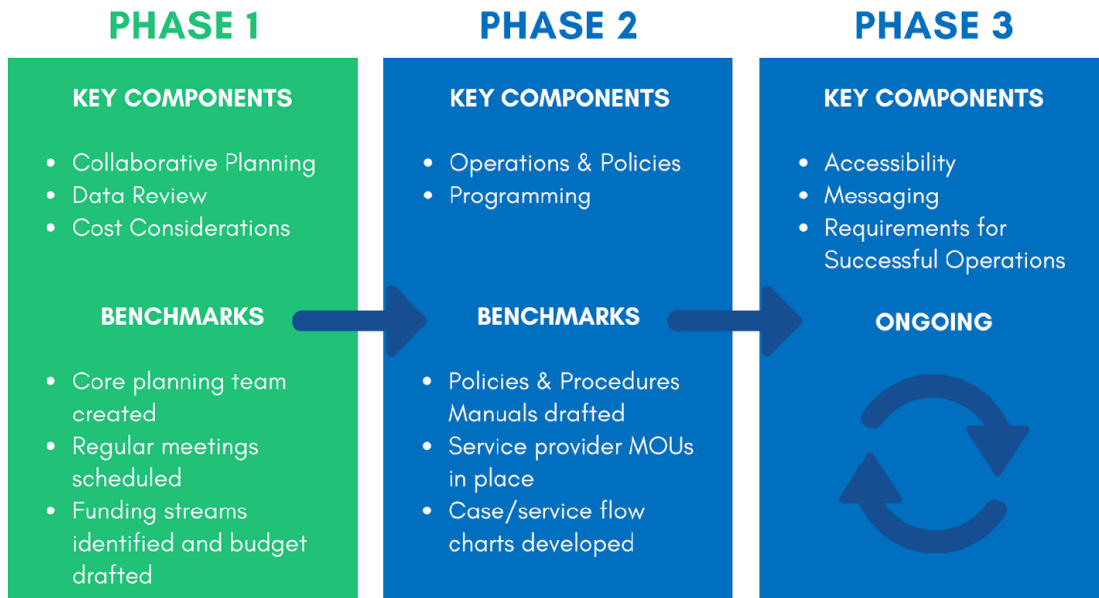 PHASE 1
KEY COMPONENTS
• Collaborative Planning
• Data Review
• Cost Considerations
BENCHMARKS
• Core planning team
created
• Regular meetings
scheduled
• Funding streams
identified and budget
drafted
PHASE 2
KEY COMPONENTS
• Operations & Policies
• Programming
BENCHMARKS
• Policies & Procedures
Manuals drafted
• Service provider MOUs
in place
• Case/service flow
charts developed
PHASE 3
KEY COMPONENTS
• Accessibility
• Messaging
• Requirements for
Successful Operations
ONGOING